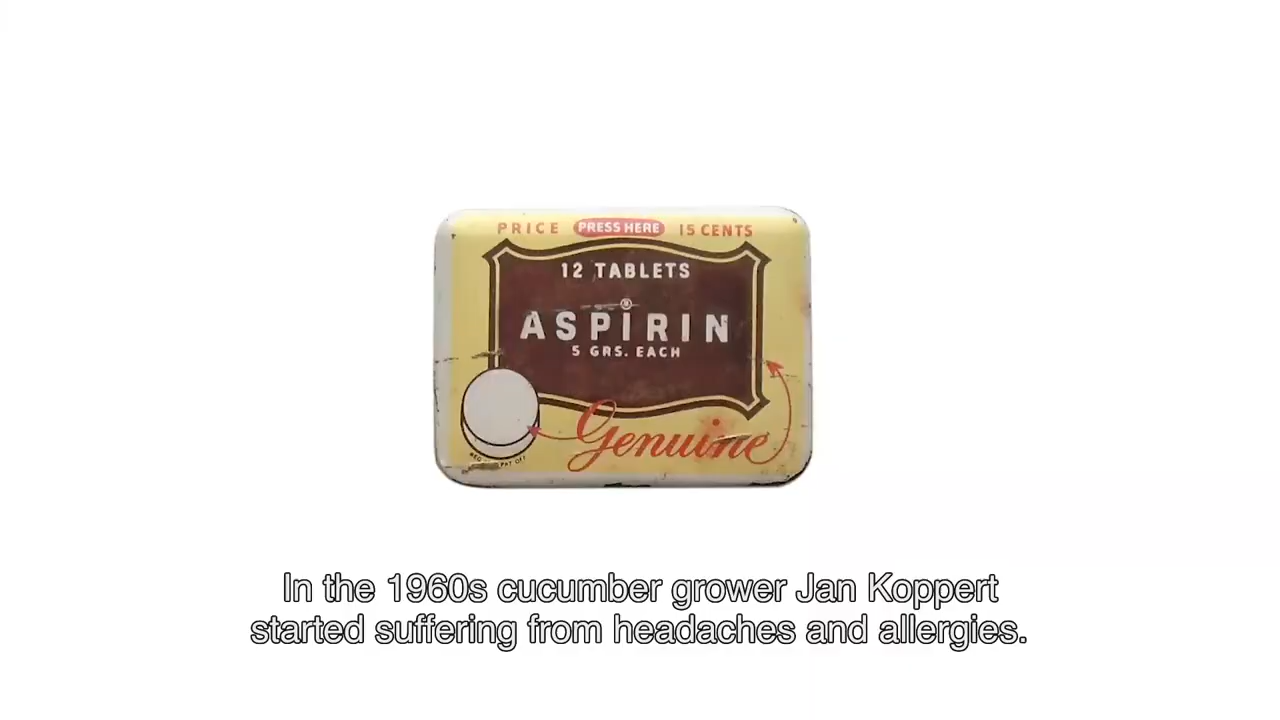 PRICE PRESS HERE 15 CENTS
12 TABLETS
ASPIRIN
5 GRS. EACH
Genuine
In the 1960s cucumber grower Jan Koppert
started suffering from headaches and allergies.